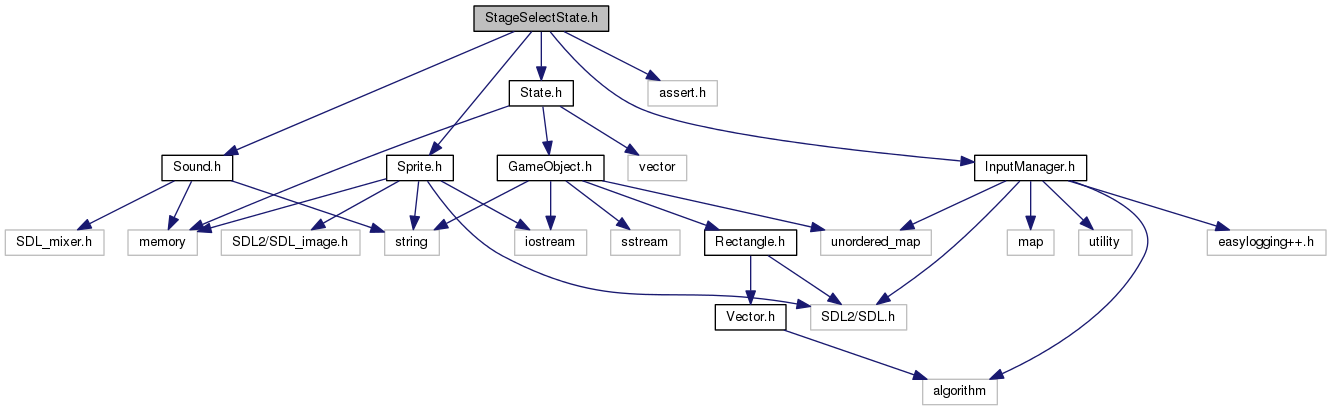 StageSelectState.h
State.h
assert.h
Sound.h
Sprite.h
GameObject.h
vector
InputManager.h
SDL_mixer.h
memory
SDL2/SDL_image.h
string
iostream
sstream
Rectangle.h
unordered_map
map
utility
easylogging++.h
Vector.h
SDL2/SDL.h
algorithm